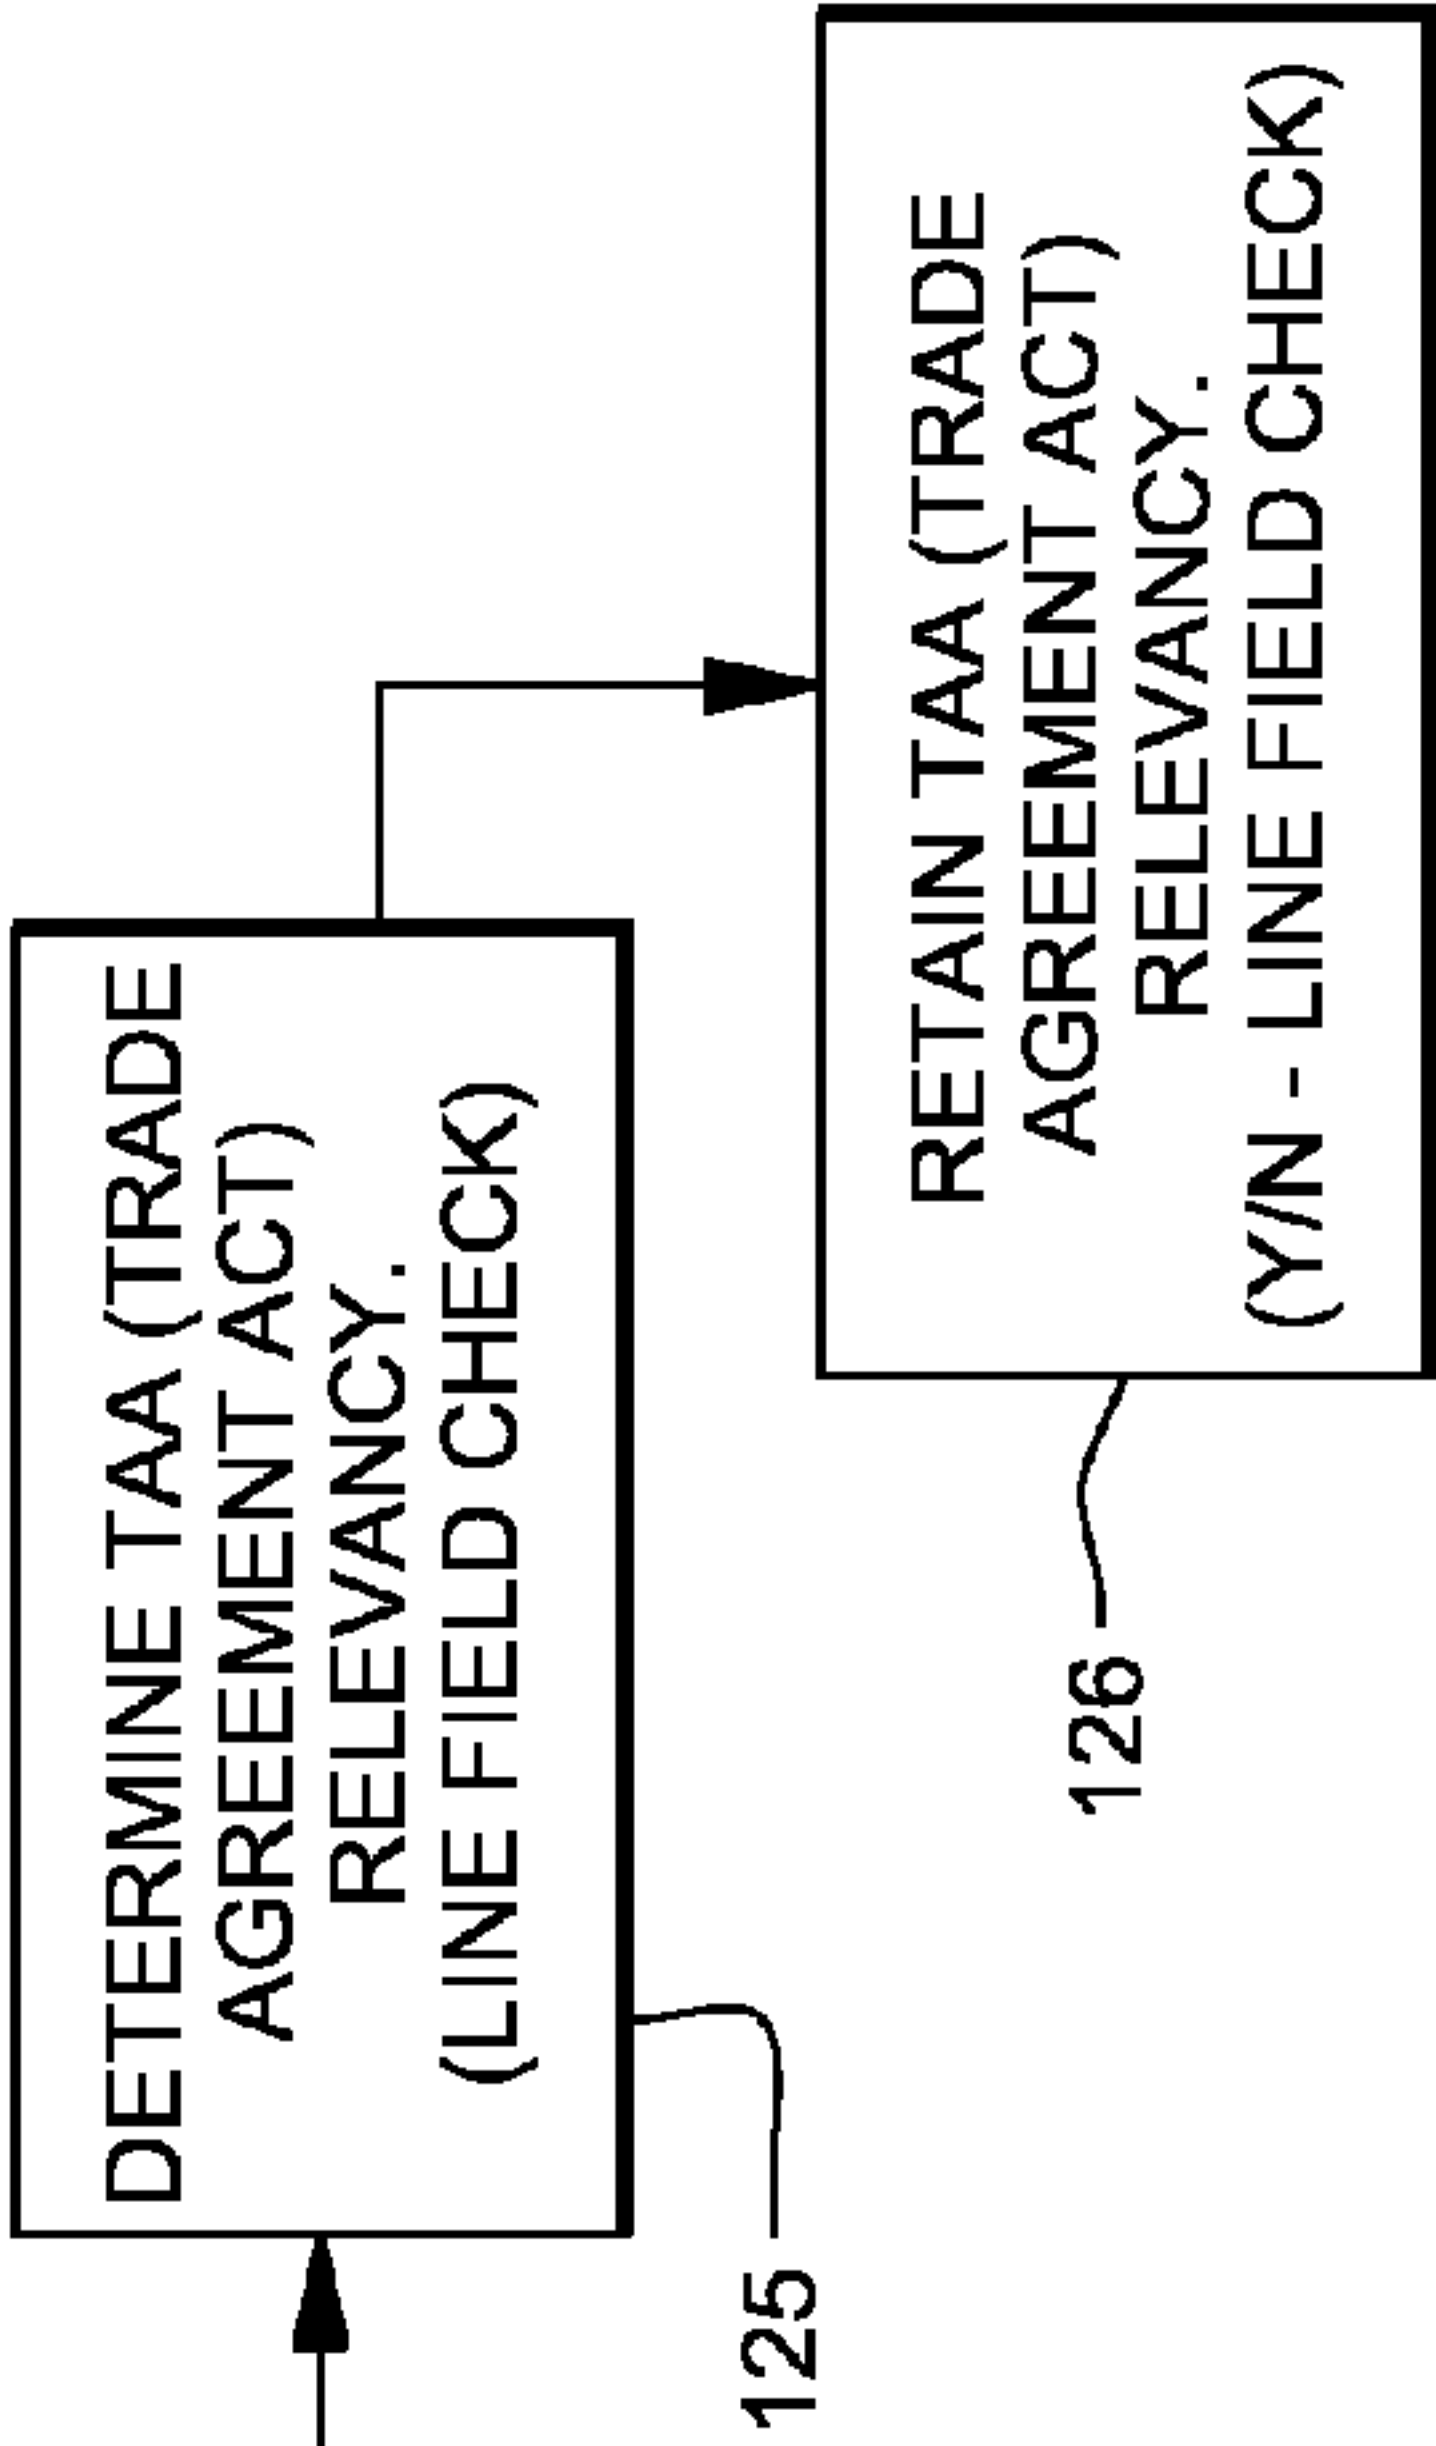 DETERMINE TAA (TRADE
AGREEMENT ACT)
RELEVANCY.
(LINE FIELD CHECK)
125
RETAIN TAA (TRADE
AGREEMENT ACT)
RELEVANCY.
(Y/N - LINE FIELD CHECK)
126